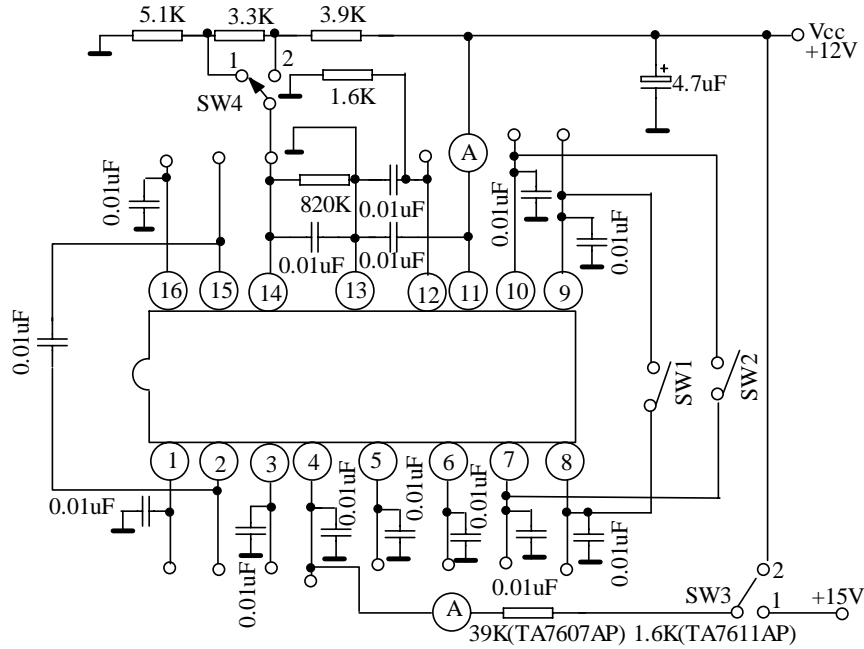 5.1K 3.3K 3.9K
Vcc
+12V
1 2
SW4
1.6K
+
4.7uF
A
0.01uF
820K
0.01uF
0.01uF
0.01uF
0.01uF 0.01uF
16 15 14 13 12 11 10 9
0.01uF
SW1
SW2
1 2 3 4 5 6 7 8
0.01uF
0.01uF
0.01uF
0.01uF
0.01uF
0.01uF
0.01uF
2
SW3
1
+15V
A
39K(TA7607AP) 1.6K(TA7611AP)